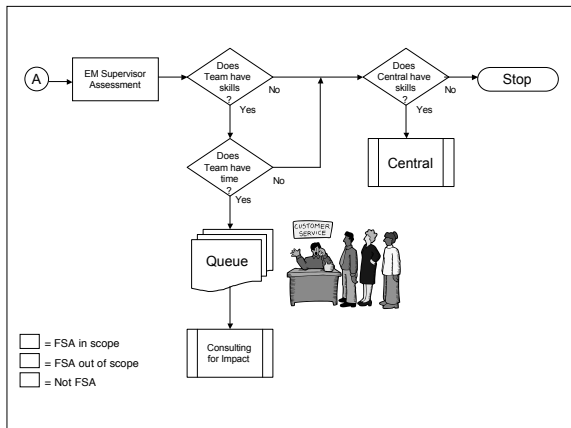 A
EM Supervisor
Assessment
Does
Team have
skills
?
No
Yes
Does
Central have
skills
?
No
Yes
Stop
Central
Does
Team have
time
?
No
Yes
Queue
CUSTOMER
SERVICE
Consulting
for Impact
= FSA in scope
= FSA out of scope
= Not FSA